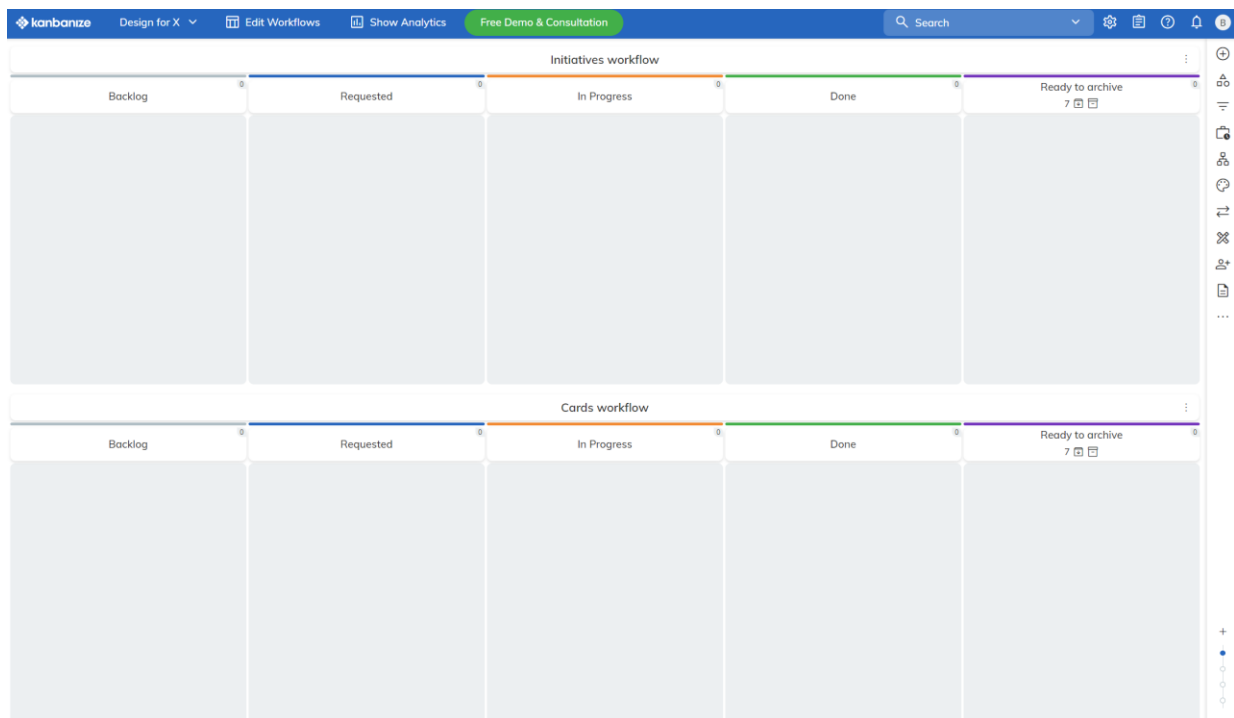 kanbanize Design for X Edit Workflows Show Analytics Free Demo & Consultation Search B
Initiatives workflow
Backlog 0 Requested 0 In Progress 0 Done 0 Ready to archive 0
7
Cards workflow
Backlog 0 Requested 0 In Progress 0 Done 0 Ready to archive 0
7